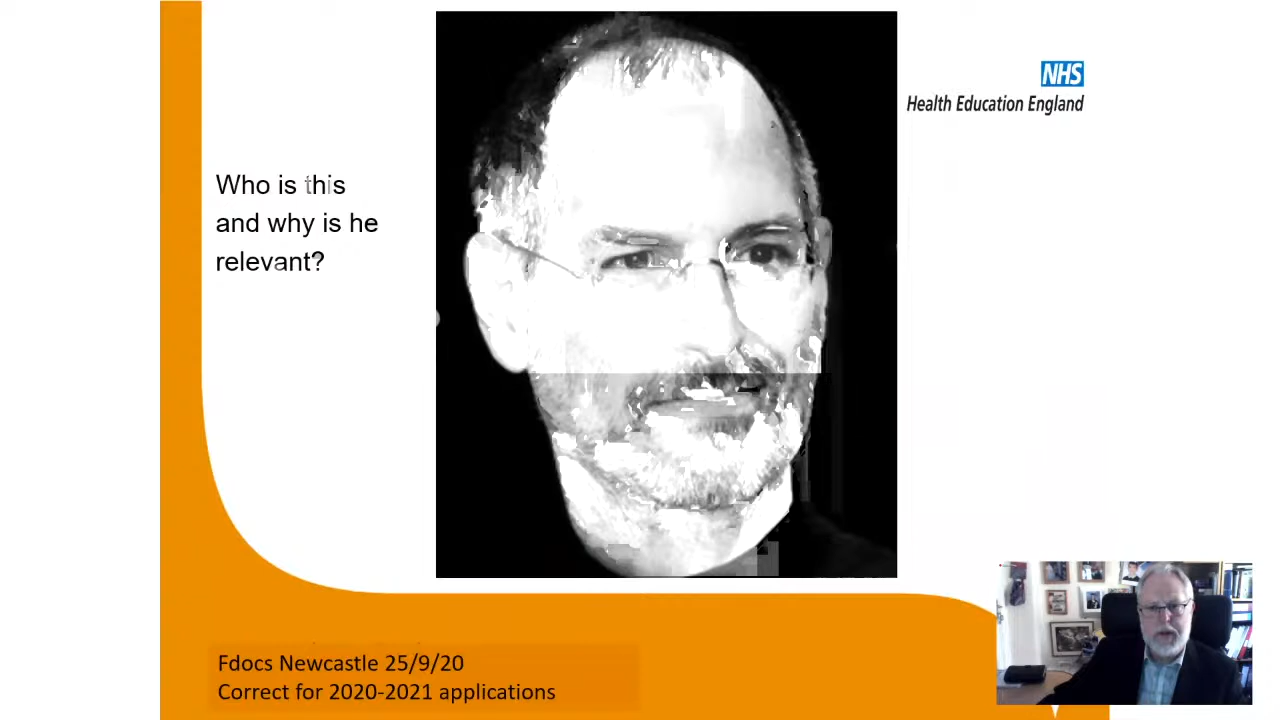 NHS
Health Education England
Who is this
and why is he
relevant?
Fdocs Newcastle 25/9/20
Correct for 2020-2021 applications